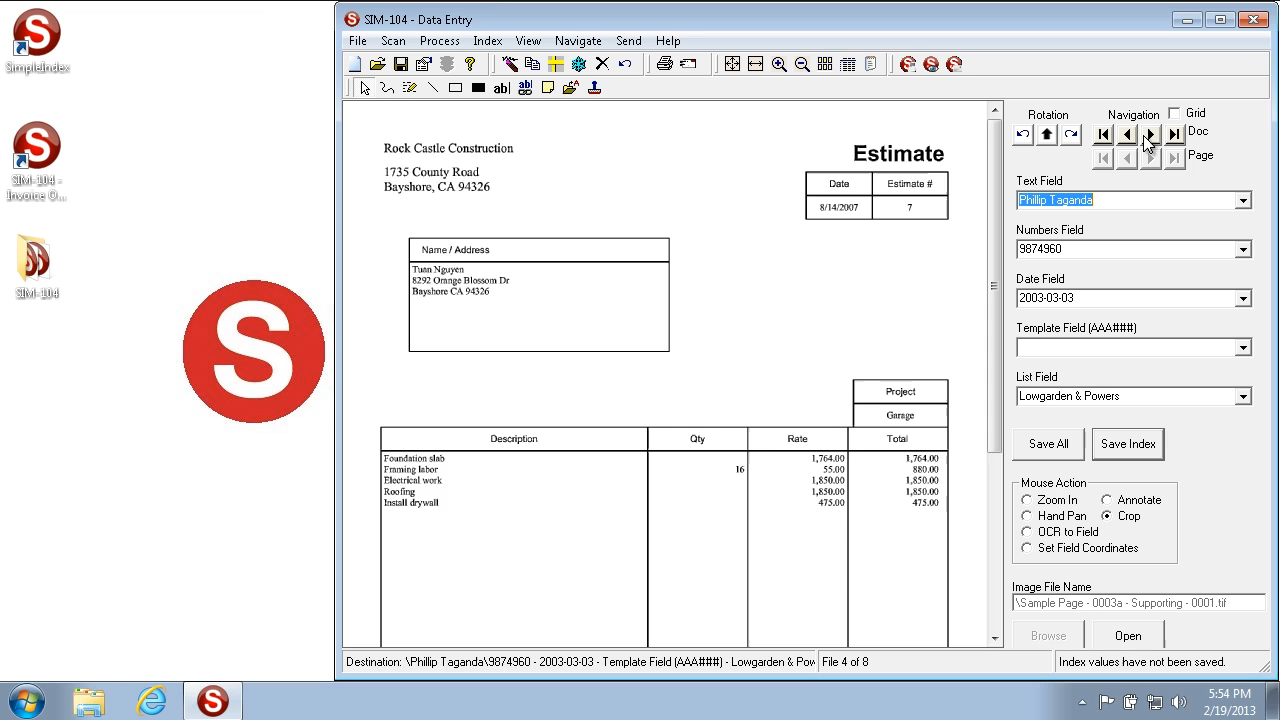 SimpleIndex
SIM-104 -
Invoice O...
SIM-104
S
SIM-104 - Data Entry
File Scan Process Index View Navigate Send Help
ab|
ab|
Rock Castle Construction
1735 County Road
Bayshore, CA 94326
Estimate
Date Estimate #
8/14/2007 7
Name / Address
Tuan Nguyen
8292 Orange Blossom Dr
Bayshore CA 94326
Project
Garage
Description Qty Rate Total
Foundation slab 1,764.00 1,764.00
Framing labor 16 55.00 880.00
Electrical work 1,850.00 1,850.00
Roofing 1,850.00 1,850.00
Install drywall 475.00 475.00
Rotation Navigation Grid
Doc
Page
Text Field
Phillip Taganda
Numbers Field
9874960
Date Field
2003-03-03
Template Field (AAA###)
List Field
Lowgarden & Powers
Save All Save Index
Mouse Action
Zoom In Annotate
Hand Pan Crop
OCR to Field
Set Field Coordinates
Image File Name
\Sample Page - 0003a - Supporting - 0001.tif
Browse Open
Destination: \Phillip Taganda\9874960 - 2003-03-03 - Template Field (AAA###) - Lowgarden & Pow File 4 of 8 Index values have not been saved.
5:54 PM
2/19/2013